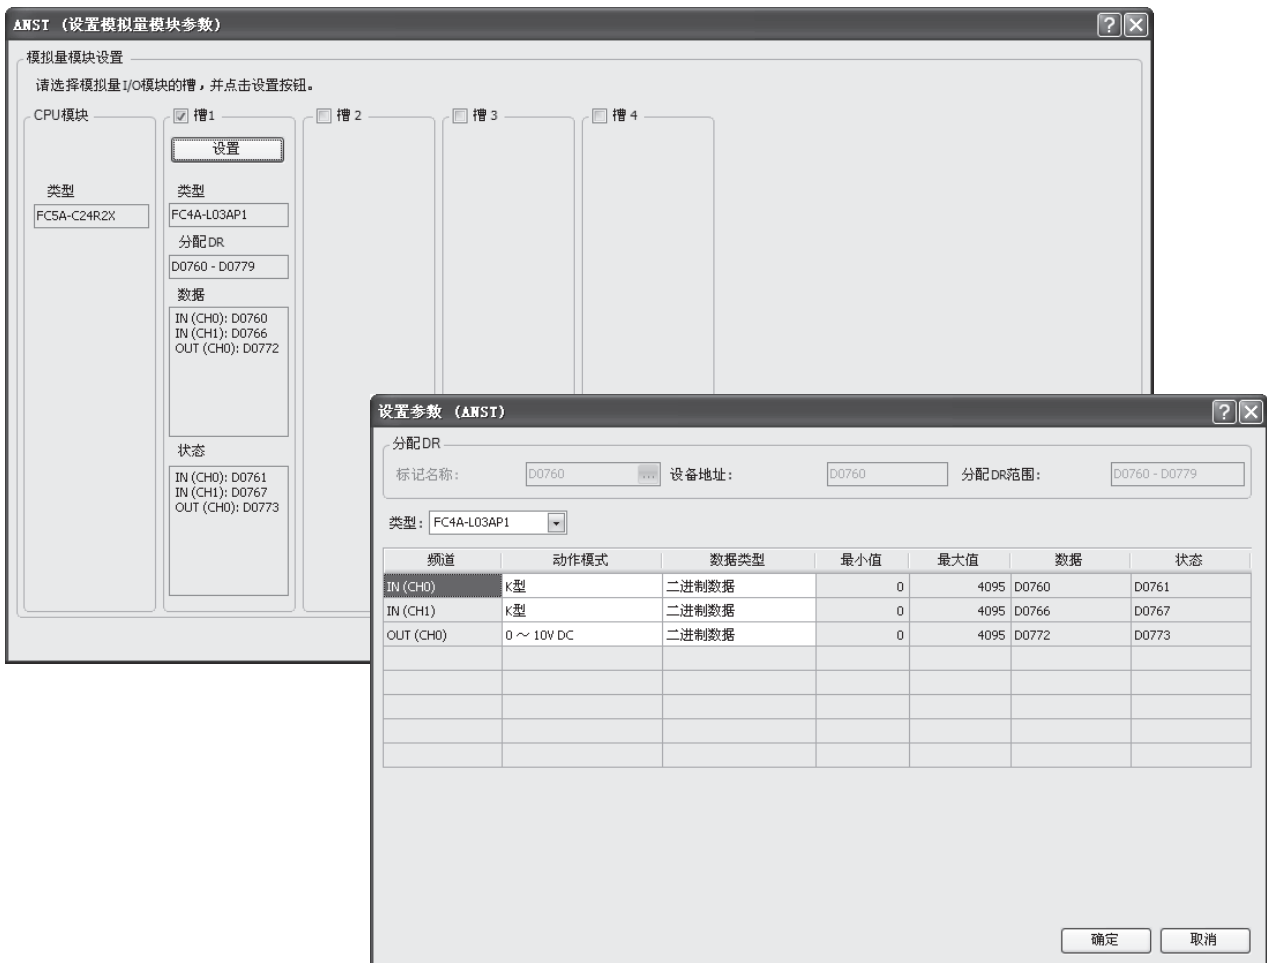 ANST (设置模拟量模块参数)
模拟量模块设置
请选择模拟量I/O模块的槽,并点击设置按钮。
CPU模块
类型
FC5A-C24R2X
槽1
设置
类型
FC4A-L03AP1
分配DR
D0760 - D0779
数据
IN (CH0): D0760
IN (CH1): D0766
OUT (CH0): D0772
状态
IN (CH0): D0761
IN (CH1): D0767
OUT (CH0): D0773
槽 2
槽 3
槽 4
设置参数 (ANST)
分配DR
标记名称: D0760 ... 设备地址: D0760 分配DR范围: D0760 - D0779
类型: FC4A-L03AP1
频道 动作模式 数据类型 最小值 最大值 数据 状态
IN (CH0) K型 二进制数据 0 4095 D0760 D0761
IN (CH1) K型 二进制数据 0 4095 D0766 D0767
OUT (CH0) 0 ～ 10V DC 二进制数据 0 4095 D0772 D0773
确定 取消